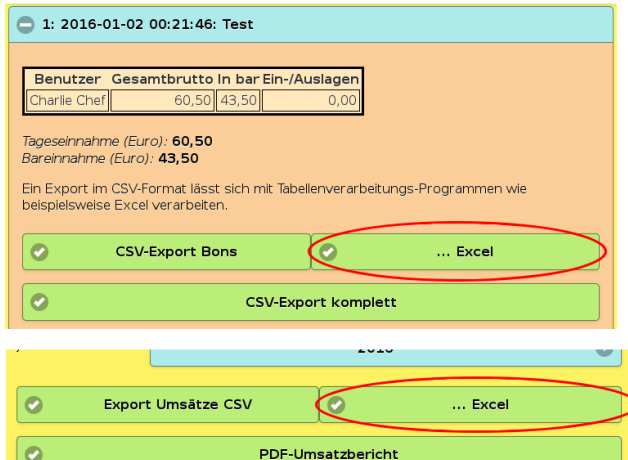 1: 2016-01-02 00:21:46: Test
Benutzer Gesamtbrutto In bar Ein-/Auslagen
Charlie Chef 60,50 43,50 0,00
Tageseinnahme (Euro): 60,50
Bareinnahme (Euro): 43,50
Ein Export im CSV-Format lässt sich mit Tabellenverarbeitungs-Programmen wie
beispielsweise Excel verarbeiten.
CSV-Export Bons ... Excel
CSV-Export komplett
2016
Export Umsätze CSV ... Excel
PDF-Umsatzbericht